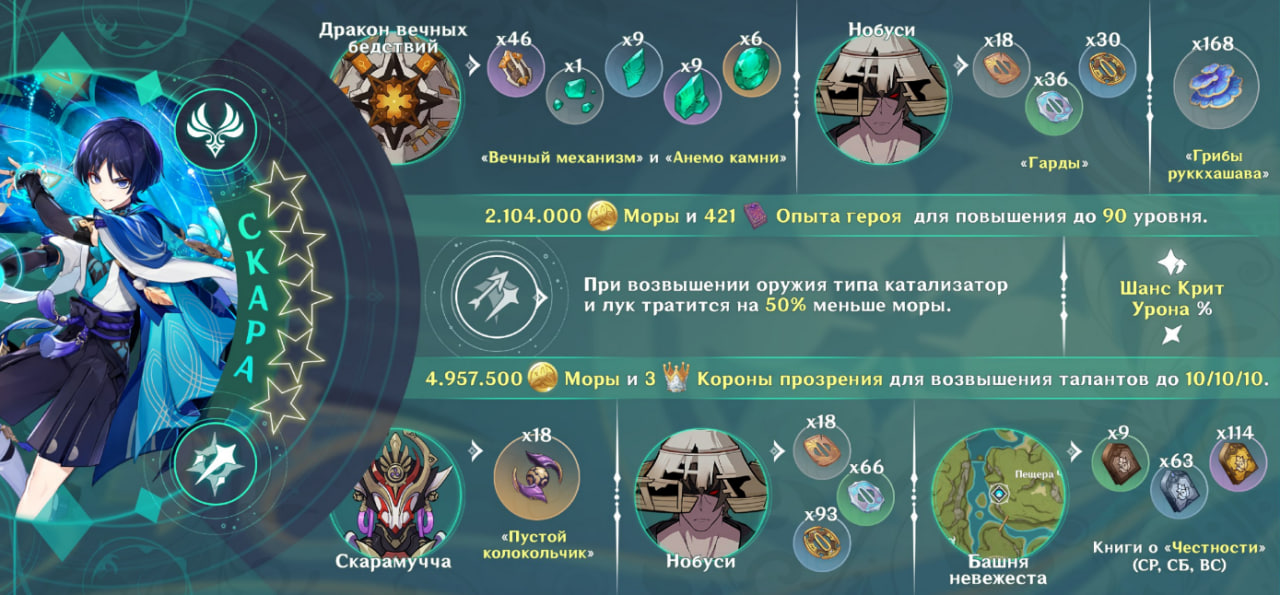 Дракон вечных
бедствий
x46
x1
x9
x9
x6
«Вечный механизм» и «Анемо камни»
Нобуси
x18
x36
x30
«Гарды»
x168
«Грибы
руккхашава»
2.104.000 Моры и 421 Опыта героя для повышения до 90 уровня.
СКАРА
При возвышении оружия типа катализатор
и лук тратится на 50% меньше моры.
Шанс Крит
Урона %
4.957.500 Моры и 3 Короны прозрения для возвышения талантов до 10/10/10.
Скарамучча
x18
«Пустой
колокольчик»
Нобуси
x18
x66
x93
Пещера
Башня
невежеста
x9
x63
x114
Книги о «Честности»
(СР, СБ, ВС)